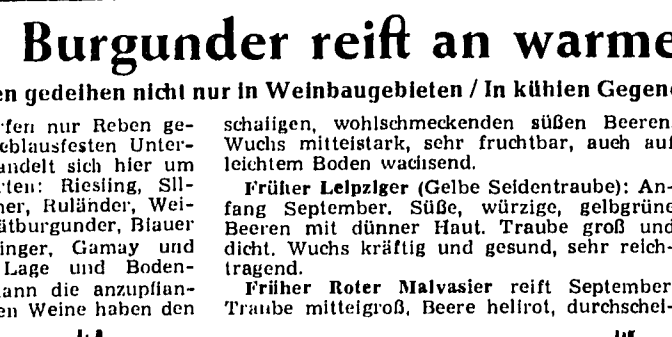 Burgunder reift an warme
en gedeihen nicht nur in Weinbaugebieten / In kühlen Gegen
rfen nur Reben ge-
eblausfesten Unter-
andelt sich hier um
rten: Riesling, Sil-
ner, Ruländer, Wei-
ätburgunder, Blauer
inger, Gamay und
Lage und Boden-
ann die anzupflan-
en Weine haben den
schaligen, wohlschmeckenden süßen Beeren
Wuchs mittelstark, sehr fruchtbar, auch auf
leichtem Boden wachsend.
Früher Leipziger (Gelbe Seidentraube): An-
fang September. Süße, würzige, gelbgrüne
Beeren mit dünner Haut. Traube groß und
dicht. Wuchs kräftig und gesund, sehr reich-
tragend.
Früher Roter Malvasier reift September
Traube mittelgroß, Beere hellrot, durchschei-